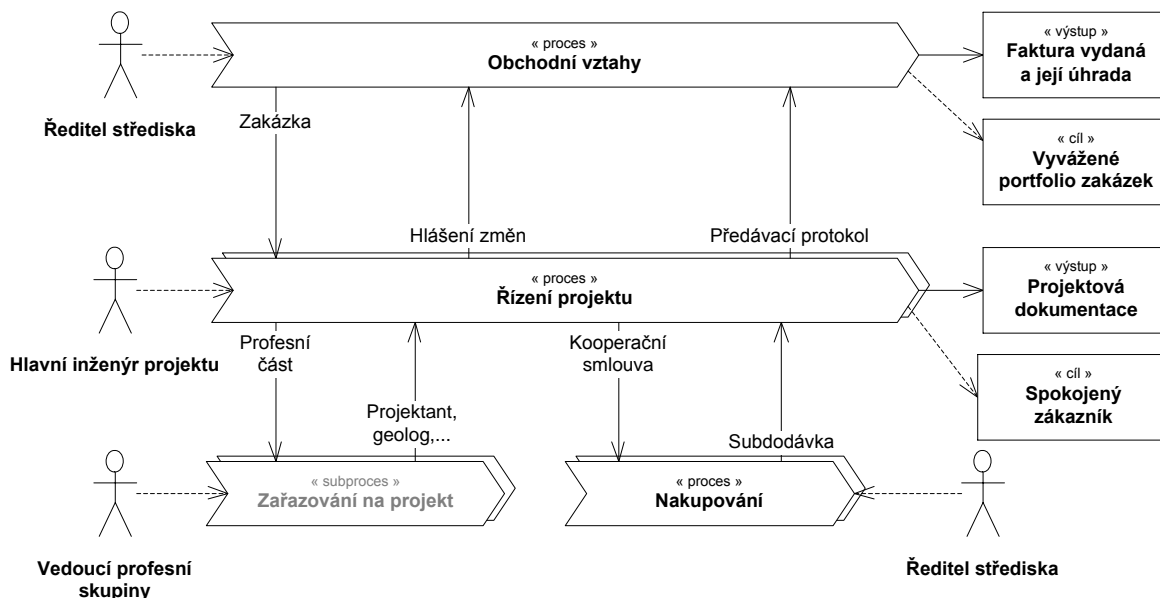 « proces »
Obchodní vztahy
« výstup »
Faktura vydaná
a její úhrada
Ředitel střediska
Zakázka
« cíl »
Vyvážené
portfolio zakázek
Hlášení změn
Předávací protokol
« proces »
Řízení projektu
« výstup »
Projektová
dokumentace
Hlavní inženýr projektu
Profesní
část
Kooperační
smlouva
« cíl »
Spokojený
zákazník
Projektant,
geolog,...
Subdodávka
« subproces »
Zařazování na projekt
« proces »
Nakupování
Vedoucí profesní
skupiny
Ředitel střediska